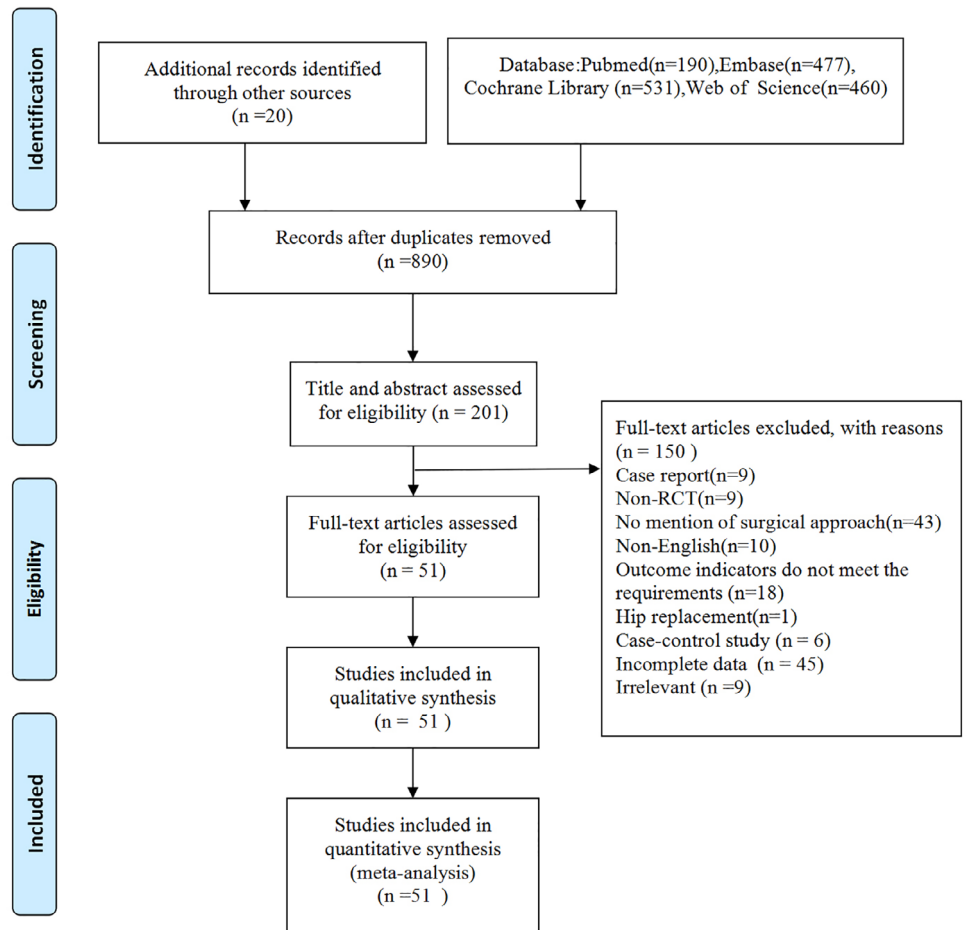 Identification
Additional records identified
through other sources
(n =20)
Database:Pubmed(n=190),Embase(n=477),
Cochrane Library (n=531),Web of Science(n=460)
Records after duplicates removed
(n =890)
Screening
Title and abstract assessed
for eligibility (n = 201)
Full-text articles excluded, with reasons
(n = 150 )
Case report(n=9)
Non-RCT(n=9)
No mention of surgical approach(n=43)
Non-English(n=10)
Outcome indicators do not meet the
requirements (n=18)
Hip replacement(n=1)
Case-control study (n = 6)
Incomplete data (n = 45)
Irrelevant (n =9)
Eligibility
Full-text articles assessed
for eligibility
(n = 51)
Studies included in
qualitative synthesis
(n = 51 )
Included
Studies included in
quantitative synthesis
(meta-analysis)
(n =51 )